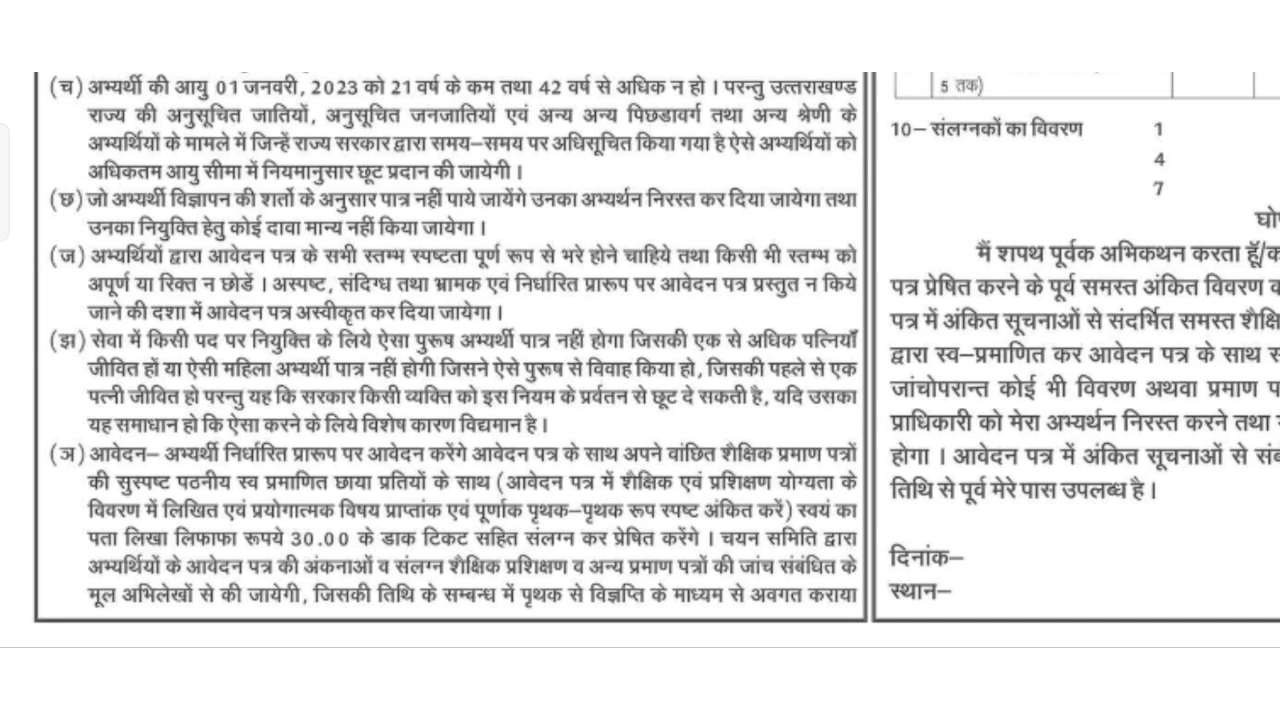 (च) अभ्यर्थी की आयु 01 जनवरी, 2023 को 21 वर्ष के कम तथा 42 वर्ष से अधिक न हो । परन्तु उत्तराखण्ड
राज्य की अनुसूचित जातियों, अनुसूचित जनजातियों एवं अन्य अन्य पिछडावर्ग तथा अन्य श्रेणी के
अभ्यर्थियों के मामले में जिन्हें राज्य सरकार द्वारा समय–समय पर अधिसूचित किया गया है ऐसे अभ्यर्थियों को
अधिकतम आयु सीमा में नियमानुसार छूट प्रदान की जायेगी ।
(छ) जो अभ्यर्थी विज्ञापन की शर्तो के अनुसार पात्र नहीं पाये जायेंगे उनका अभ्यर्थन निरस्त कर दिया जायेगा तथा
उनका नियुक्ति हेतु कोई दावा मान्य नहीं किया जायेगा ।
(ज) अभ्यर्थियों द्वारा आवेदन पत्र के सभी स्तम्भ स्पष्टता पूर्ण रूप से भरे होने चाहिये तथा किसी भी स्तम्भ को
अपूर्ण या रिक्त न छोडें । अस्पष्ट, संदिग्ध तथा भ्रामक एवं निर्धारित प्रारूप पर आवेदन पत्र प्रस्तुत न किये
जाने की दशा में आवेदन पत्र अस्वीकृत कर दिया जायेगा ।
(झ) सेवा में किसी पद पर नियुक्ति के लिये ऐसा पुरूष अभ्यर्थी पात्र नहीं होगा जिसकी एक से अधिक पत्नियाँ
जीवित हों या ऐसी महिला अभ्यर्थी पात्र नहीं होगी जिसने ऐसे पुरूष से विवाह किया हो, जिसकी पहले से एक
पत्नी जीवित हो परन्तु यह कि सरकार किसी व्यक्ति को इस नियम के प्रर्वतन से छूट दे सकती है, यदि उसका
यह समाधान हो कि ऐसा करने के लिये विशेष कारण विद्यमान है ।
(ञ) आवेदन– अभ्यर्थी निर्धारित प्रारूप पर आवेदन करेंगे आवेदन पत्र के साथ अपने वांछित शैक्षिक प्रमाण पत्रों
की सुस्पष्ट पठनीय स्व प्रमाणित छाया प्रतियों के साथ (आवेदन पत्र में शैक्षिक एवं प्रशिक्षण योग्यता के
विवरण में लिखित एवं प्रयोगात्मक विषय प्राप्तांक एवं पूर्णाक पृथक–पृथक रूप स्पष्ट अंकित करें) स्वयं का
पता लिखा लिफाफा रूपये 30.00 के डाक टिकट सहित संलग्न कर प्रेषित करेंगे । चयन समिति द्वारा
अभ्यर्थियों के आवेदन पत्र की अंकनाओं व संलग्न शैक्षिक प्रशिक्षण व अन्य प्रमाण पत्रों की जांच संबंधित के
मूल अभिलेखों से की जायेगी, जिसकी तिथि के सम्बन्ध में पृथक से विज्ञप्ति के माध्यम से अवगत कराया
5 तक)
10– संलग्नकों का विवरण 1
4
7
मैं शपथ पूर्वक अभिकथन करता हूँ/
पत्र प्रेषित करने के पूर्व समस्त अंकित विवरण
पत्र में अंकित सूचनाओं से संदर्भित समस्त
द्वारा स्व–प्रमाणित कर आवेदन पत्र के साथ
जांचोपरान्त कोई भी विवरण अथवा प्रमाण
प्राधिकारी को मेरा अभ्यर्थन निरस्त करने तथा
होगा । आवेदन पत्र में अंकित सूचनाओं से
तिथि से पूर्व मेरे पास उपलब्ध है ।
दिनांक–
स्थान–